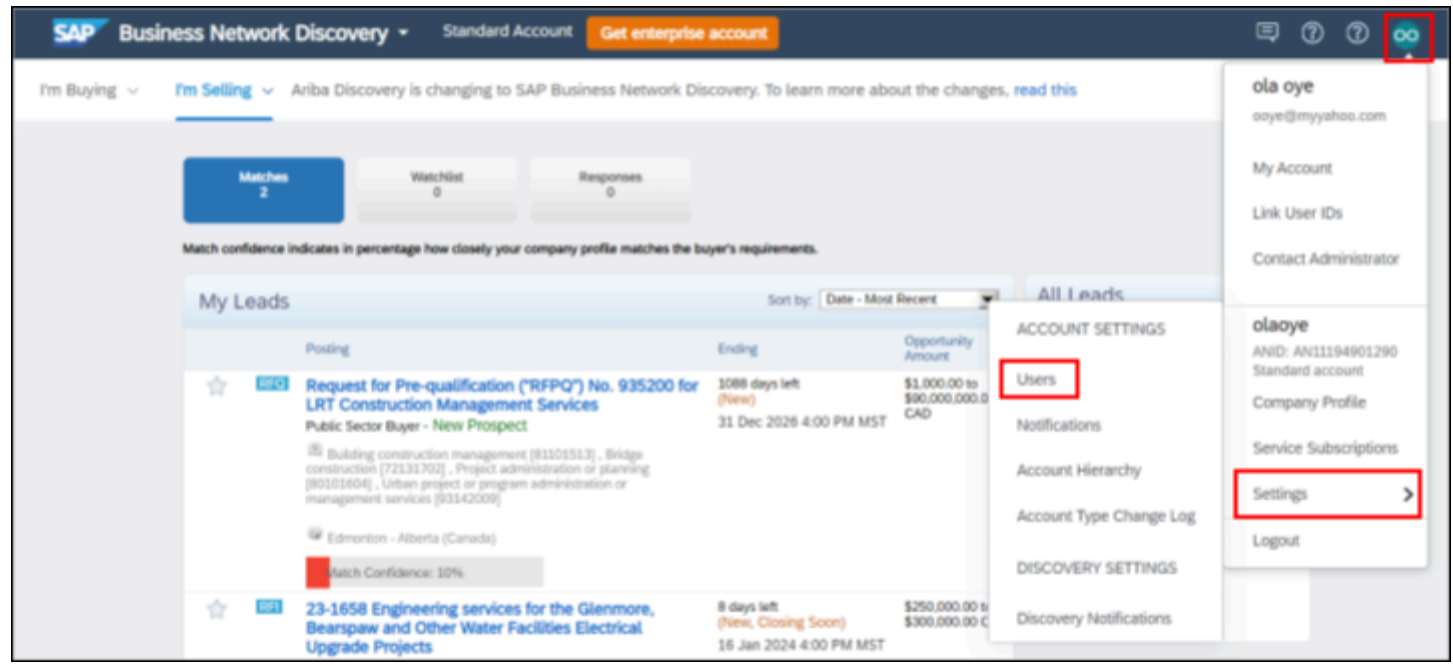 SAP Business Network Discovery Standard Account Get enterprise account
OO
I'm Buying I'm Selling Ariba Discovery is changing to SAP Business Network Discovery. To learn more about the changes, read this
Matches
2
Watchlist
0
Responses
0
Match confidence indicates in percentage how closely your company profile matches the buyer's requirements.
My Leads
Sort by: Date - Most Recent
All Leads
Posting
Ending
Opportunity
Amount
RFQ
Request for Pre-qualification ("RFPQ") No. 935200 for
LRT Construction Management Services
Public Sector Buyer - New Prospect
Building construction management [81101513] , Bridge
construction [72131702] , Project administration or planning
[80101604] , Urban project or program administration or
management services [93142009]
Edmonton - Alberta (Canada)
Match Confidence: 10%
1088 days left
(New)
31 Dec 2026 4:00 PM MST
$1,000.00 to
$90,000,000.0
CAD
RFI
23-1658 Engineering services for the Glenmore,
Bearspaw and Other Water Facilities Electrical
Upgrade Projects
8 days left
(New, Closing Soon)
16 Jan 2024 4:00 PM MST
$250,000.00 to
$300,000.00 C
ACCOUNT SETTINGS
Users
Notifications
Account Hierarchy
Account Type Change Log
DISCOVERY SETTINGS
Discovery Notifications
ola oye
ooye@myyahoo.com
My Account
Link User IDs
Contact Administrator
olaoye
ANID: AN11194901290
Standard account
Company Profile
Service Subscriptions
Settings
Logout